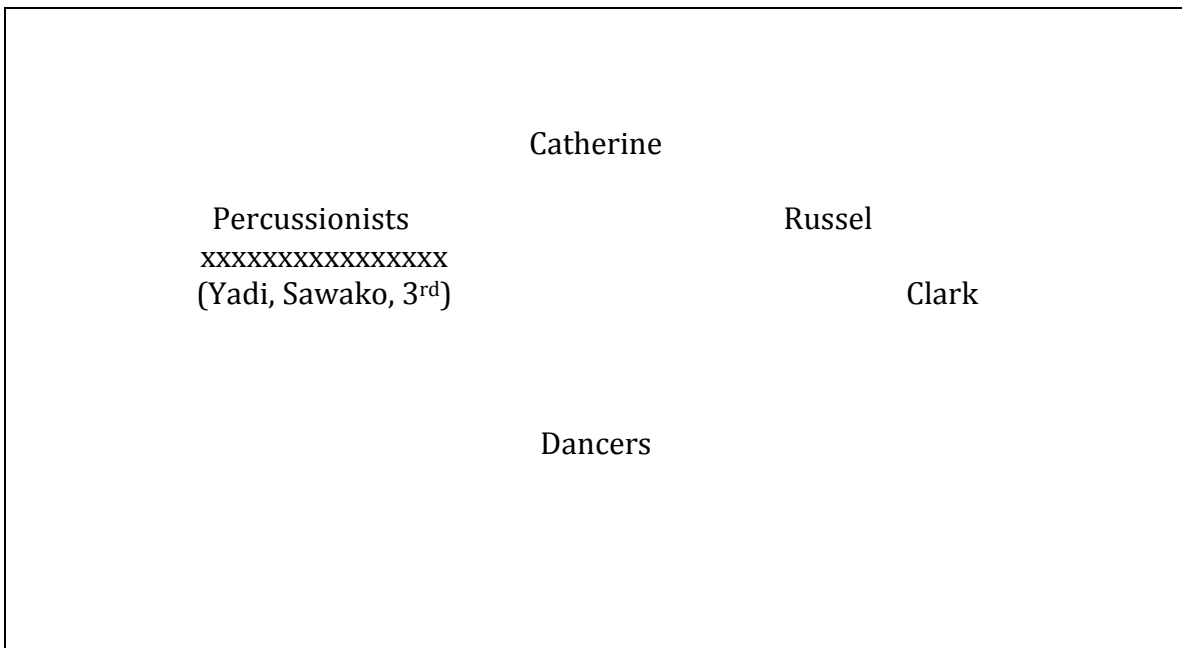 Catherine
Percussionists Russel
xxxxxxxxxxxxxxxx
(Yadi, Sawako, 3rd) Clark
Dancers